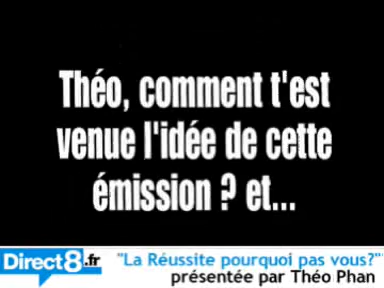 Théo, comment t'est
venue l'idée de cette
émission ? et...
Direct8.fr
"La Réussite pourquoi pas vous?"
présentée par Théo Phan